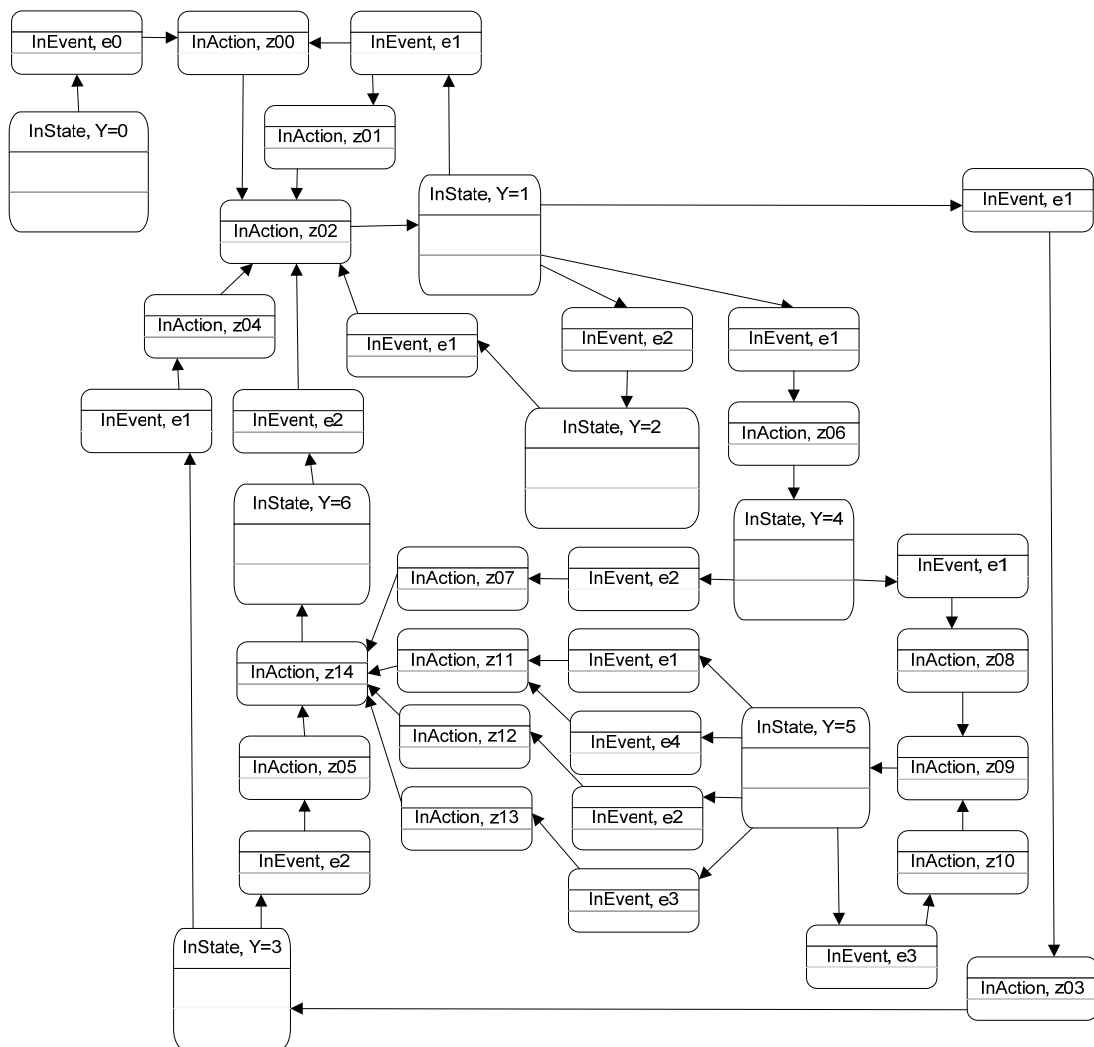 InEvent, e0
InAction, z00
InEvent, e1
InState, Y=0
InAction, z01
InState, Y=1
InEvent, e1
InAction, z02
InAction, z04
InEvent, e1
InEvent, e2
InEvent, e1
InEvent, e1
InEvent, e2
InState, Y=2
InAction, z06
InState, Y=6
InState, Y=4
InAction, z07
InEvent, e2
InEvent, e1
InAction, z14
InAction, z11
InEvent, e1
InAction, z08
InAction, z12
InEvent, e4
InState, Y=5
InAction, z05
InAction, z09
InAction, z13
InEvent, e2
InEvent, e2
InAction, z10
InEvent, e3
InState, Y=3
InEvent, e3
InAction, z03